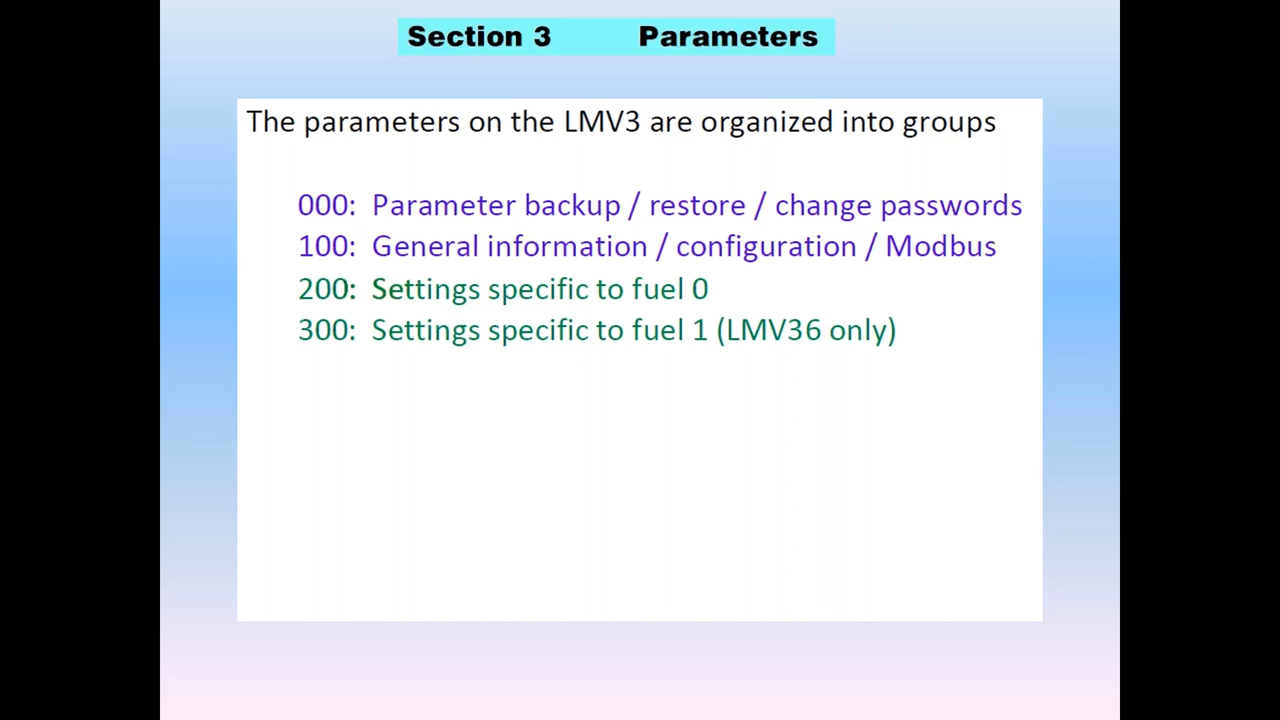 Section 3 Parameters
The parameters on the LMV3 are organized into groups
000: Parameter backup / restore / change passwords
100: General information / configuration / Modbus
200: Settings specific to fuel 0
300: Settings specific to fuel 1 (LMV36 only)